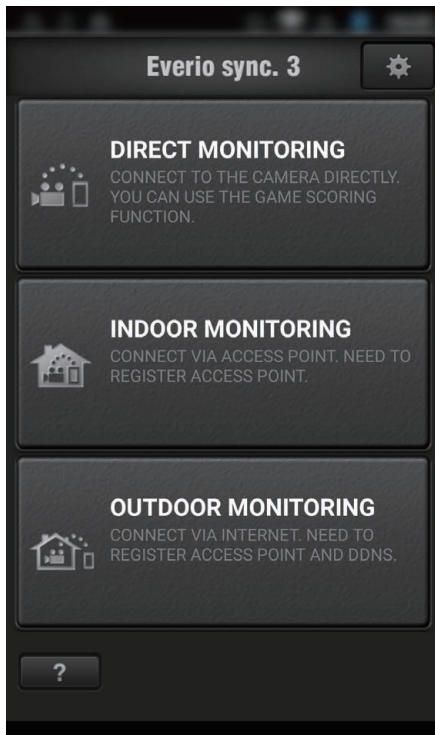 Everio sync. 3
DIRECT MONITORING
CONNECT TO THE CAMERA DIRECTLY.
YOU CAN USE THE GAME SCORING
FUNCTION.
INDOOR MONITORING
CONNECT VIA ACCESS POINT. NEED TO
REGISTER ACCESS POINT.
OUTDOOR MONITORING
CONNECT VIA INTERNET. NEED TO
REGISTER ACCESS POINT AND DDNS.
?